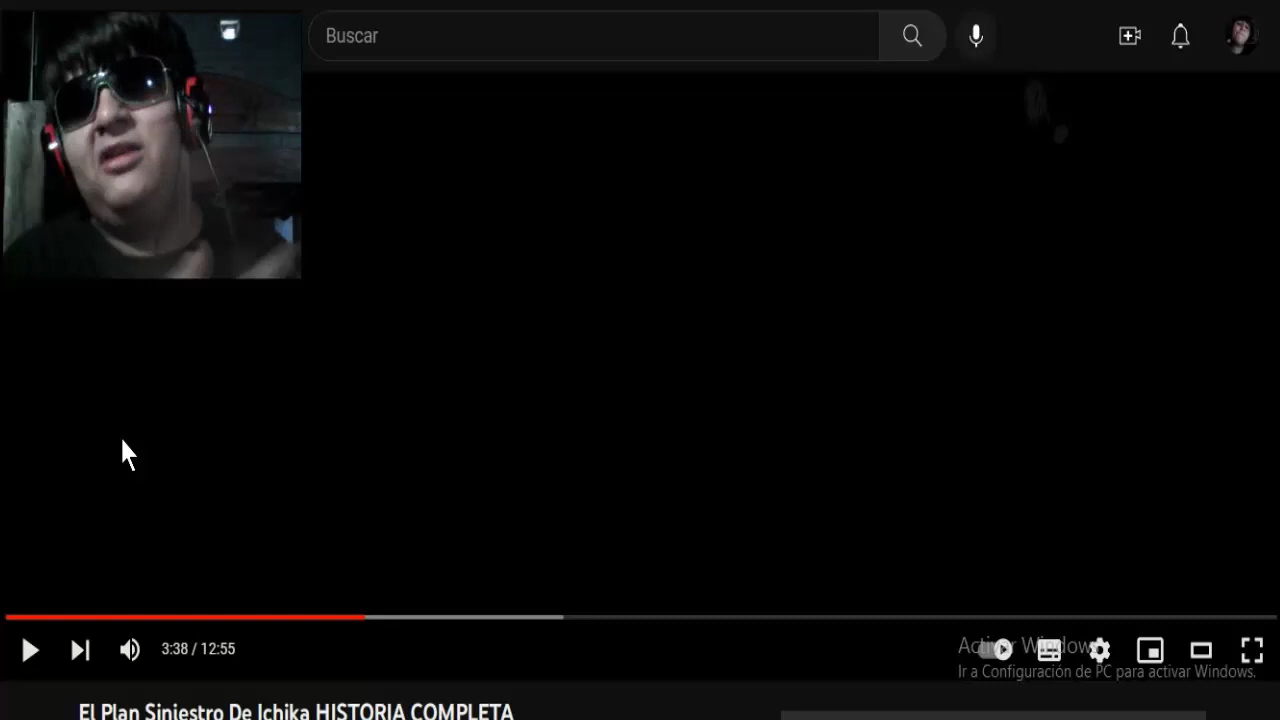 Buscar
3:38 / 12:55
Activar Windows
Ir a Configuración de PC para activar Windows.
El Plan Siniestro De Ichika HISTORIA COMPLETA